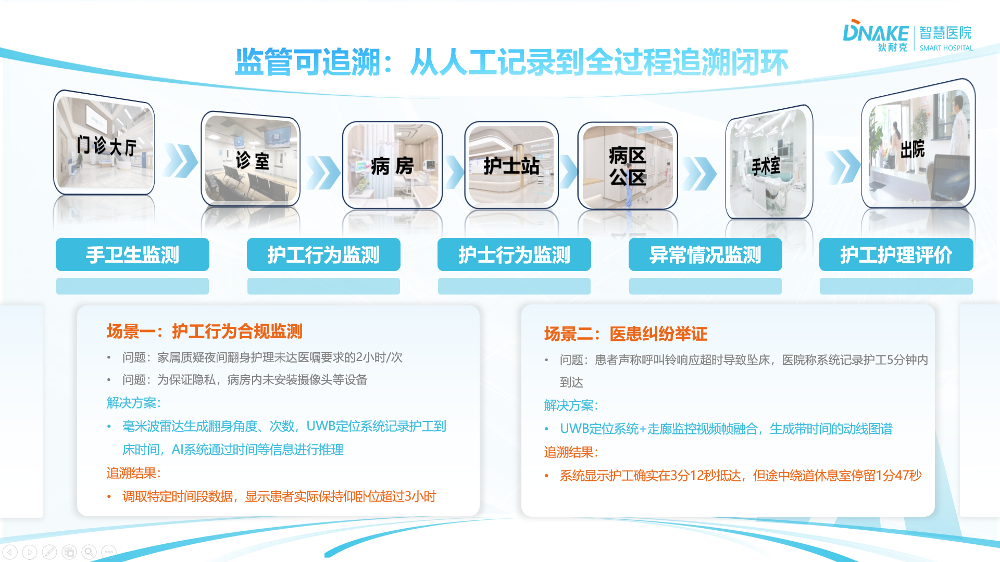 DNAKE
狄耐克
智慧医院
SMART HOSPITAL
监管可追溯：从人工记录到全过程追溯闭环
门诊大厅
诊室
病房
护士站
病区
公区
手术室
出院
手卫生监测
护工行为监测
护士行为监测
异常情况监测
护工护理评价
场景一：护工行为合规监测
• 问题：家属质疑夜间翻身护理未达医嘱要求的2小时/次
• 问题：为保证隐私，病房内未安装摄像头等设备
解决方案：
• 毫米波雷达生成翻身角度、次数，UWB定位系统记录护工到
床时间，AI系统通过时间等信息进行推理
追溯结果：
• 调取特定时间段数据，显示患者实际保持仰卧位超过3小时
场景二：医患纠纷举证
• 问题：患者声称呼叫铃响应超时导致坠床，医院称系统记录护工5分钟内
到达
解决方案：
• UWB定位系统+走廊监控视频帧融合，生成带时间的动线图谱
追溯结果：
• 系统显示护工确实在3分12秒抵达，但途中绕道休息室停留1分47秒